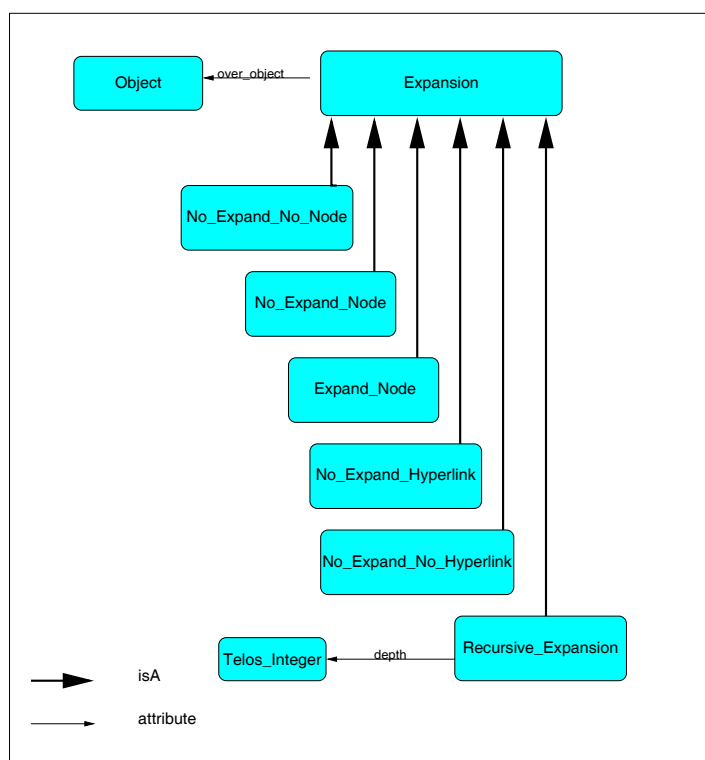 Object
over_object
Expansion
No_Expand_No_Node
No_Expand_Node
Expand_Node
No_Expand_Hyperlink
No_Expand_No_Hyperlink
Recursive_Expansion
Telos_Integer
depth
isA
attribute